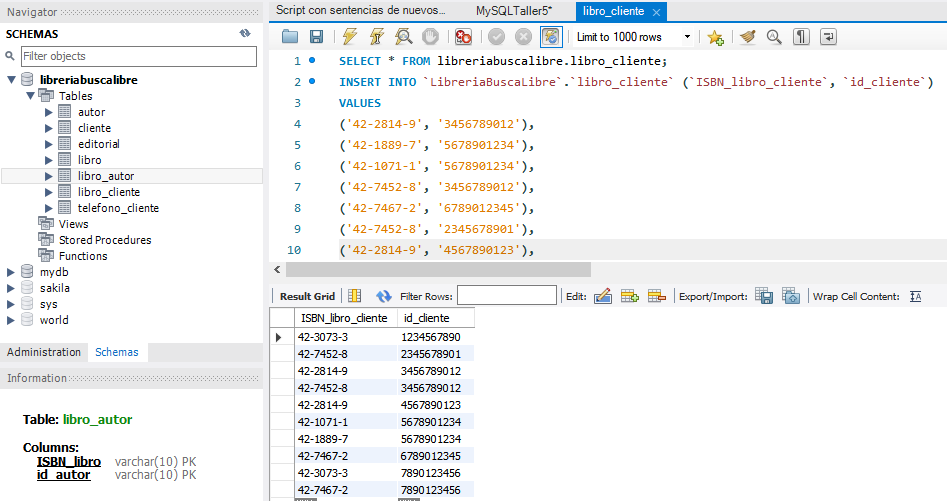 Navigator
SCHEMAS
Filter objects
libreriabuscalibre
Tables
autor
cliente
editorial
libro
libro_autor
libro_cliente
telefono_cliente
Views
Stored Procedures
Functions
mydb
sakila
sys
world
Administration Schemas
Information
Table: libro_autor
Columns:
ISBN_libro varchar(10) PK
id_autor varchar(10) PK
Script con sentencias de nuevos... MySQLTaller5* libro_cliente
Limit to 1000 rows
1 SELECT * FROM libreriabuscalibre.libro_cliente;
2 INSERT INTO `LibreriaBuscaLibre`.`libro_cliente` (`ISBN_libro_cliente`, `id_cliente`)
3 VALUES
4 ('42-2814-9', '3456789012'),
5 ('42-1889-7', '5678901234'),
6 ('42-1071-1', '5678901234'),
7 ('42-7452-8', '3456789012'),
8 ('42-7467-2', '6789012345'),
9 ('42-7452-8', '2345678901'),
10 ('42-2814-9', '4567890123'),
Result Grid Filter Rows: Edit: Export/Import: Wrap Cell Content:
ISBN_libro_cliente id_cliente
42-3073-3 1234567890
42-7452-8 2345678901
42-2814-9 3456789012
42-7452-8 3456789012
42-2814-9 4567890123
42-1071-1 5678901234
42-1889-7 5678901234
42-7467-2 6789012345
42-3073-3 7890123456
42-7467-2 7890123456